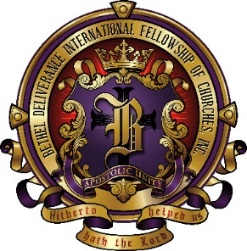 BETHEL DELIVERANCE INTERNATIONAL FELLOWSHIP OF CHURCHES INC.
B
APOSTOLIC UNITY
Hitherto helped us
hath the Lord